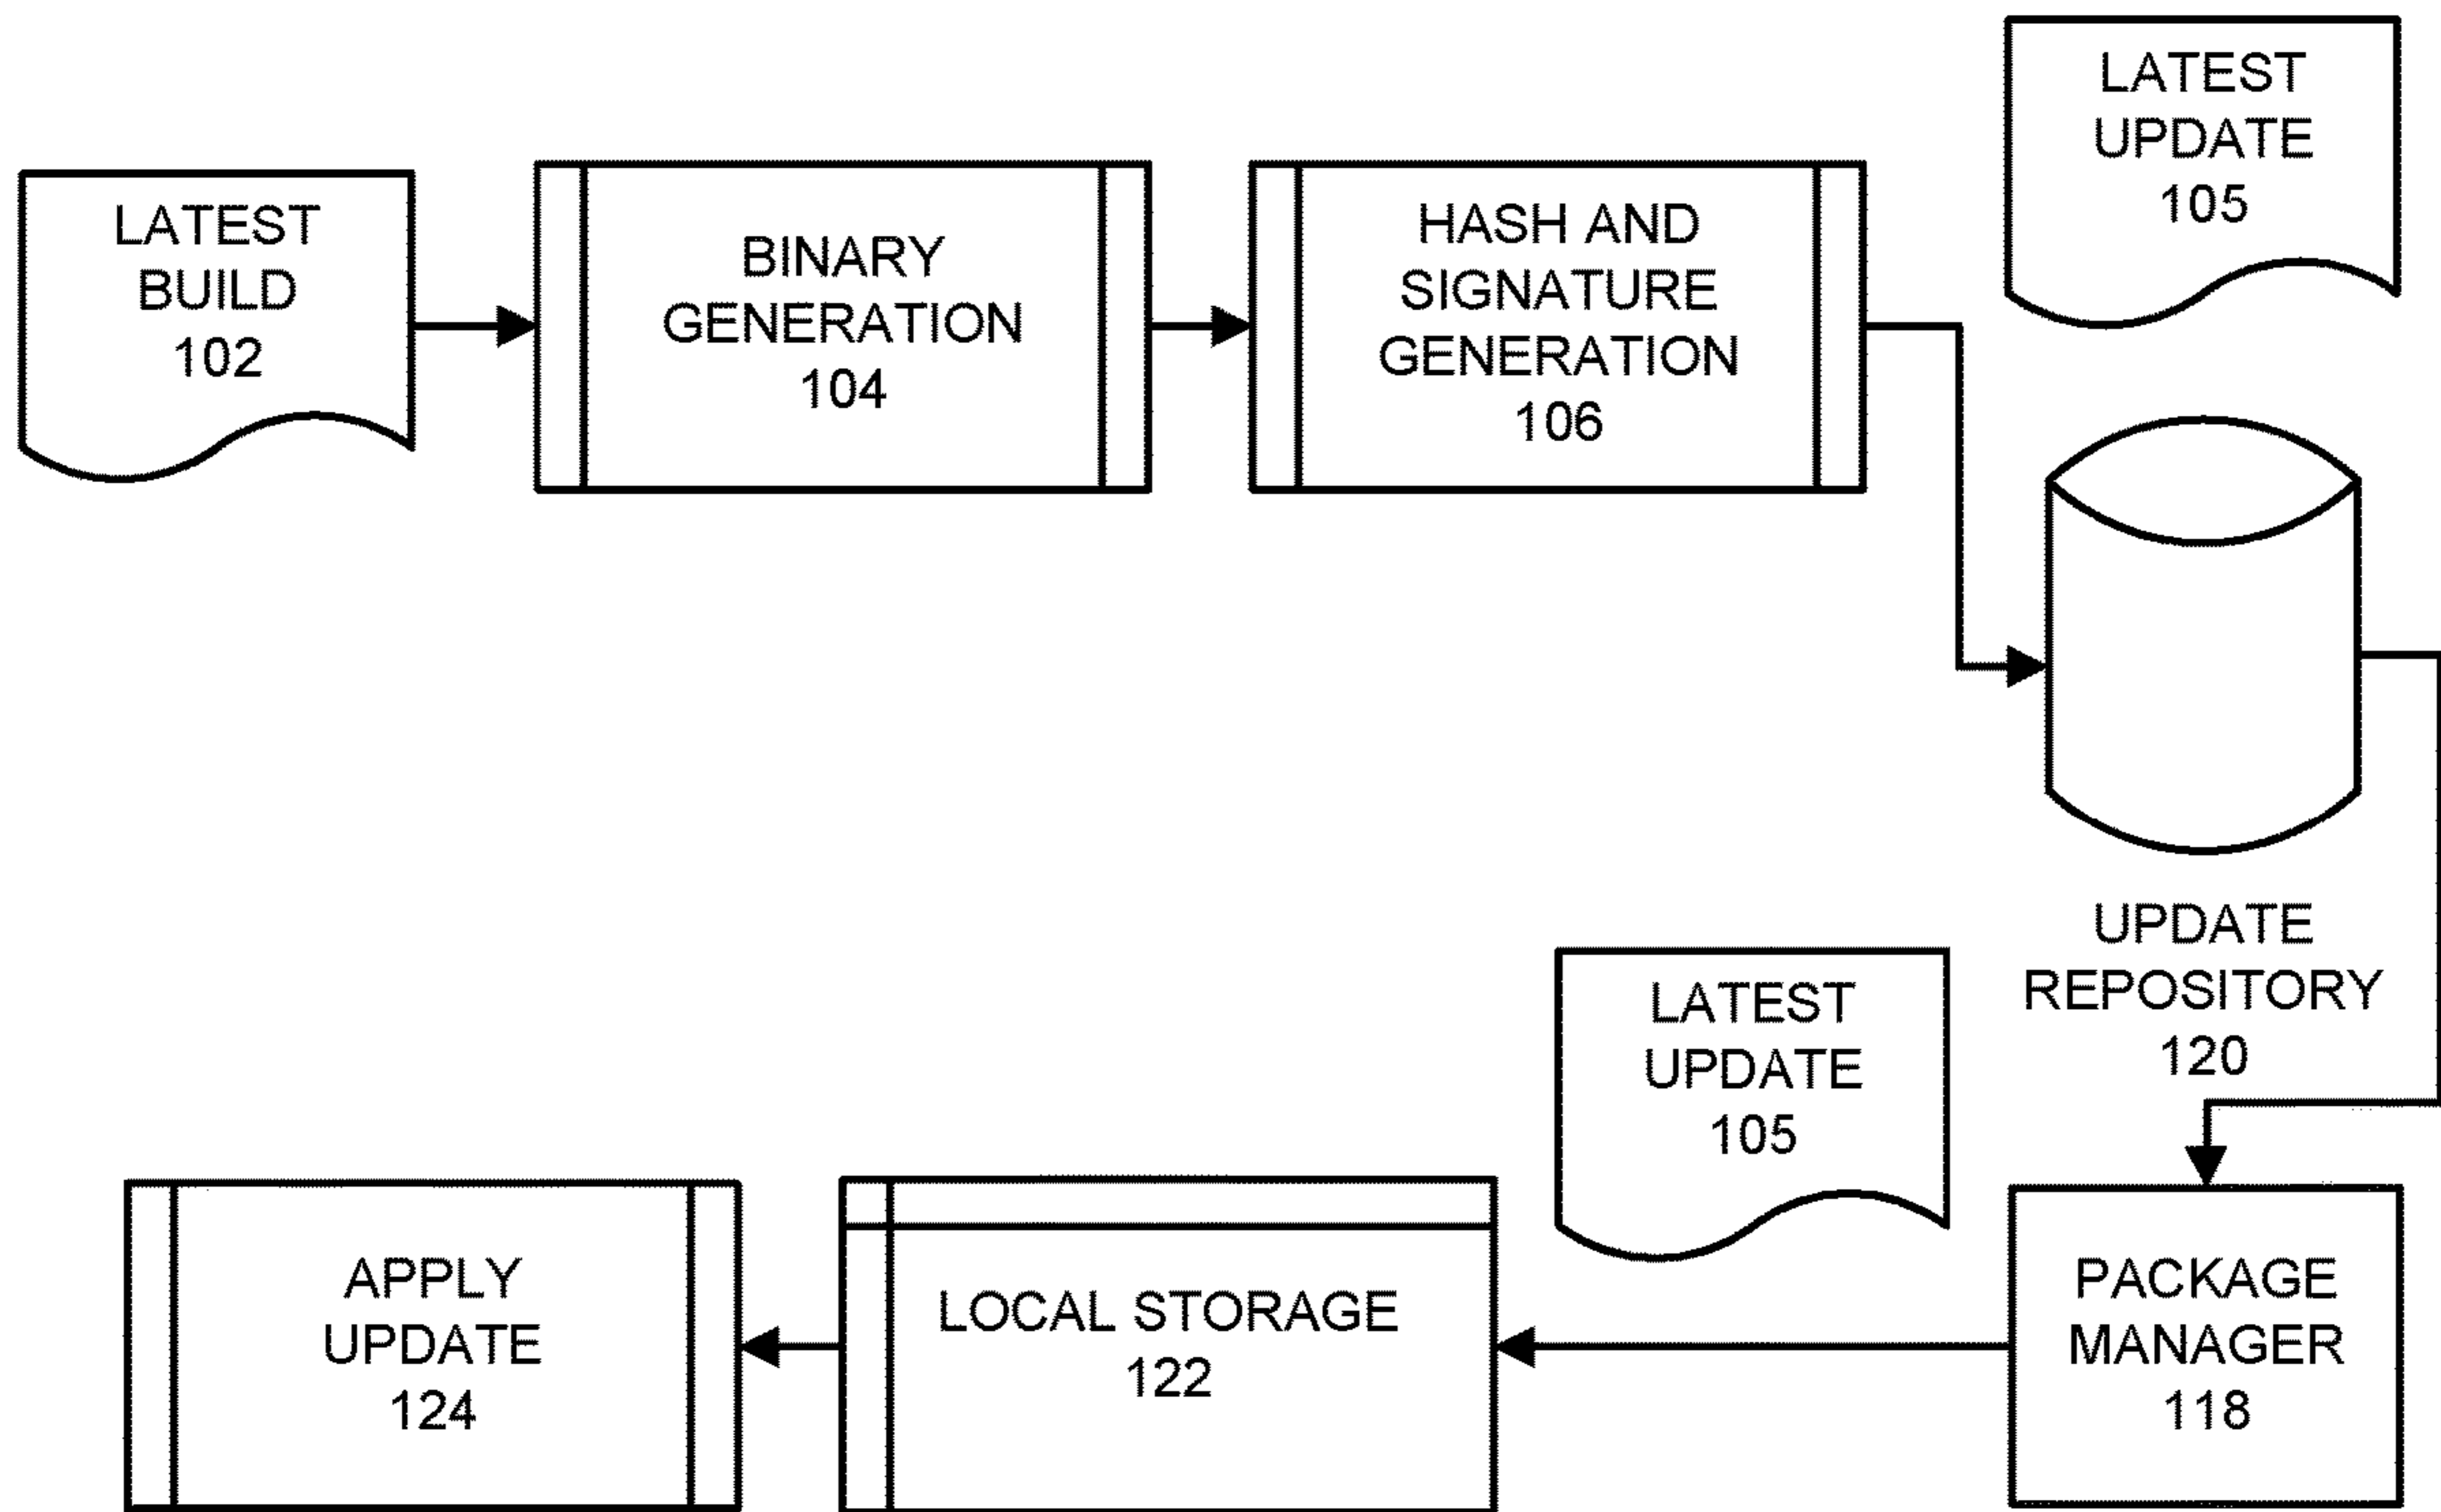 LATEST
BUILD
102
BINARY
GENERATION
104
HASH AND
SIGNATURE
GENERATION
106
LATEST
UPDATE
105
UPDATE
REPOSITORY
120
LATEST
UPDATE
105
APPLY
UPDATE
124
LOCAL STORAGE
122
PACKAGE
MANAGER
118